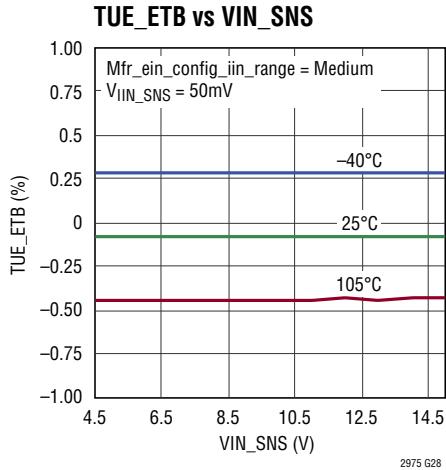 TUE_ETB vs VIN_SNS
1.00
0.75
0.5
0.25
0
–0.25
–0.50
–0.75
–1.00
TUE_ETB (%)
Mfr_ein_config_iin_range = Medium
VIIN_SNS = 50mV
–40°C
25°C
105°C
4.5 6.5 8.5 10.5 12.5 14.5
VIN_SNS (V)
2975 G28